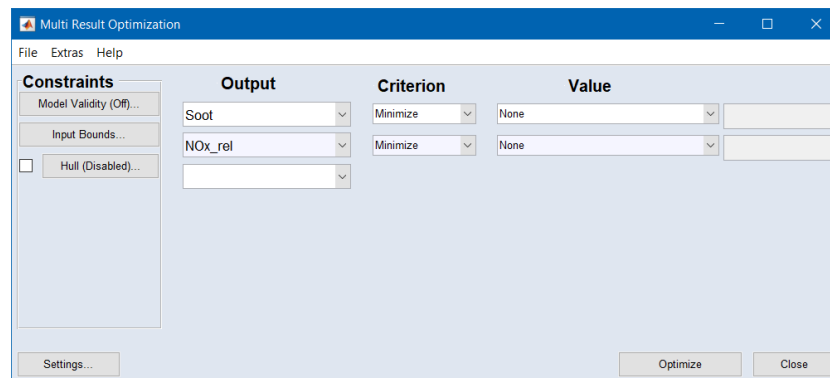 Multi Result Optimization
File Extras Help
Constraints Output Criterion Value
Model Validity (Off)...
Soot Minimize None
Input Bounds...
NOx_rel Minimize None
Hull (Disabled)...
Settings... Optimize Close